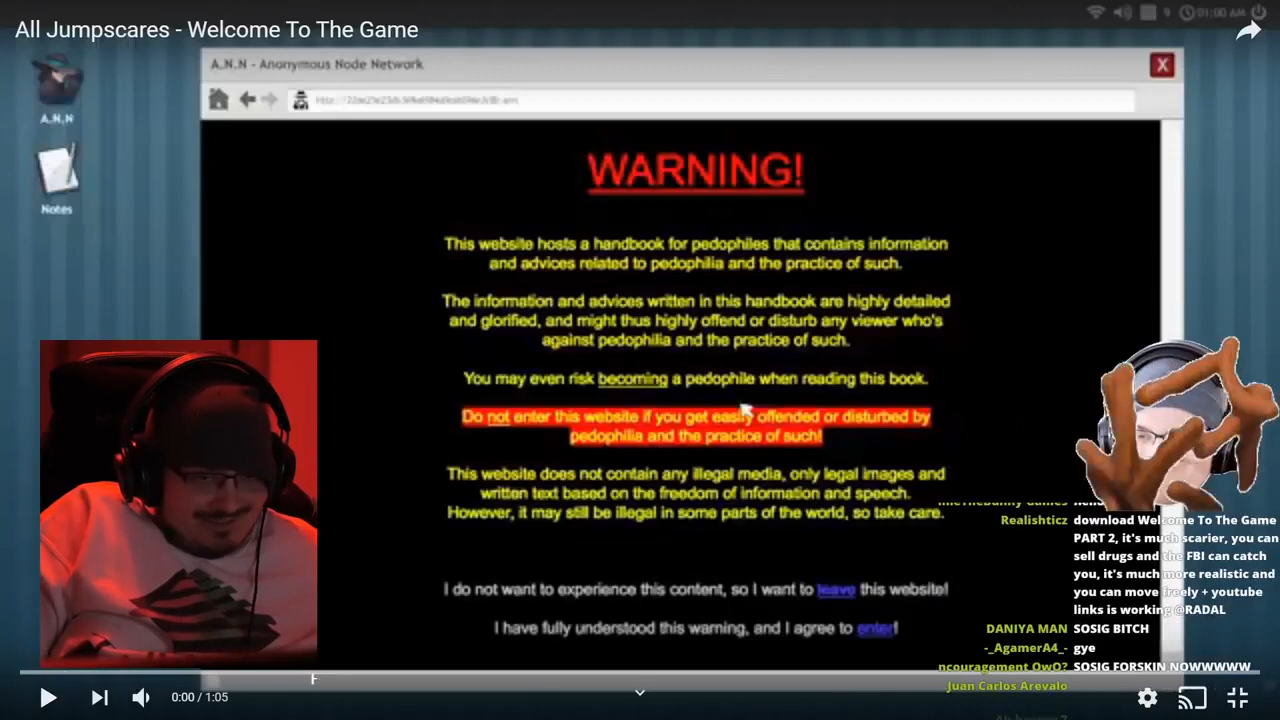 All Jumpscares - Welcome To The Game
9
01:00 AM
A.N.N - Anonymous Node Network
X
A.N.N
Notes
WARNING!
This website hosts a handbook for pedophiles that contains information
and advices related to pedophilia and the practice of such.
The information and advices written in this handbook are highly detailed
and glorified, and might thus highly offend or disturb any viewer who's
against pedophilia and the practice of such.
You may even risk becoming a pedophile when reading this book.
Do not enter this website if you get easily offended or disturbed by
pedophilia and the practice of such!
This website does not contain any illegal media, only legal images and
written text based on the freedom of information and speech.
However, it may still be illegal in some parts of the world, so take care.
I do not want to experience this content, so I want to leave this website!
I have fully understood this warning, and I agree to enter!
Realishticz download Welcome To The Game
PART 2, it's much scarier, you can
sell drugs and the FBI can catch
you, it's much more realistic and
you can move freely + youtube
links is working @RADAL
DANIYA MAN SOSIG BITCH
-_AgamerA4_- gye
ncouragement OwO? SOSIG FORSKIN NOWWWWW
Juan Carlos Arevalo
0:00 / 1:05